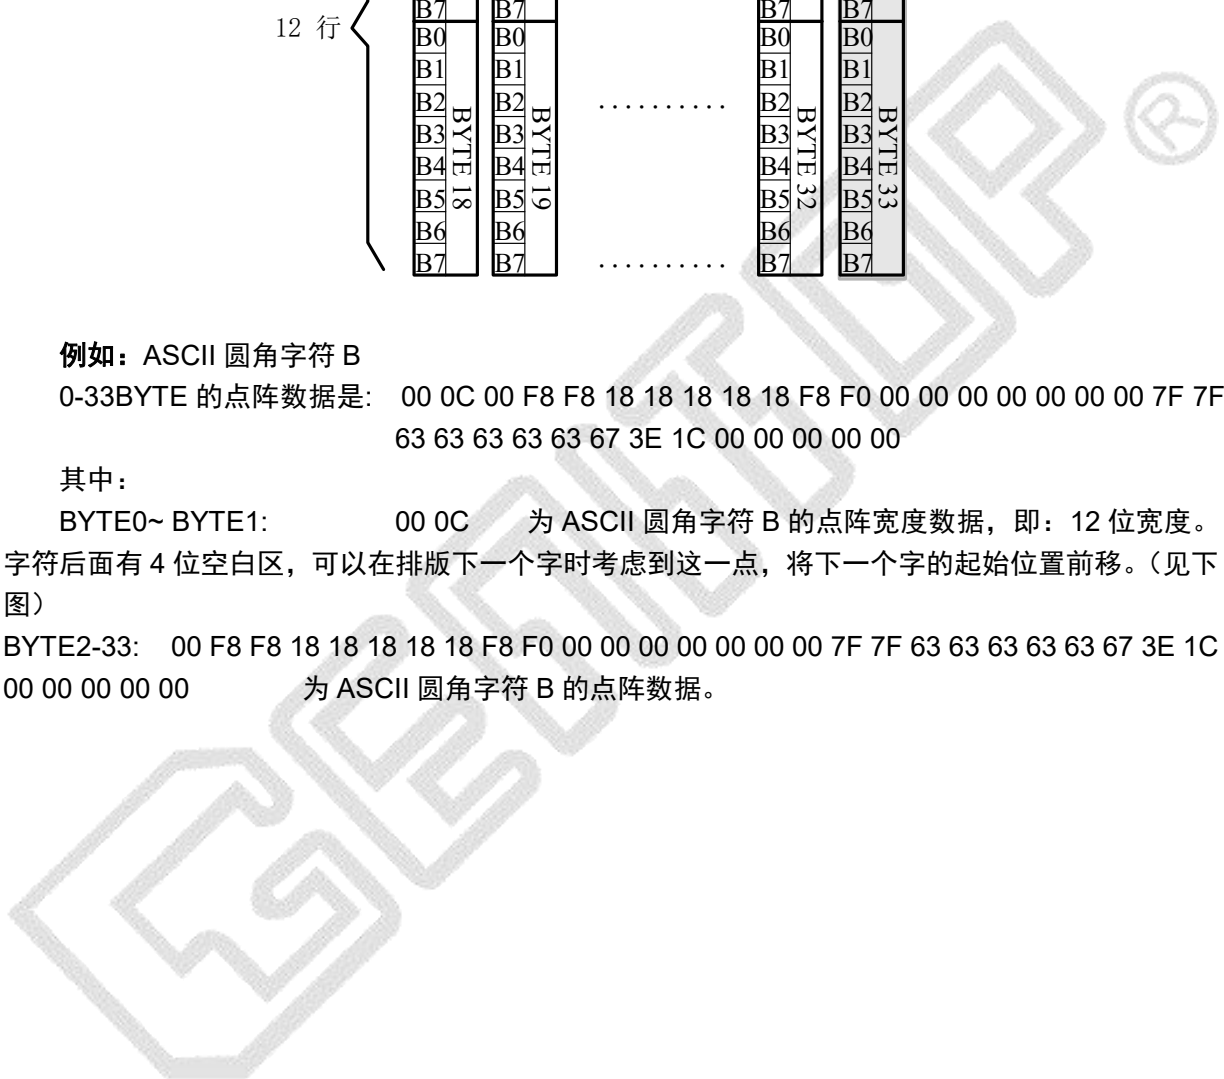 B7 B7 B7 B7
12 行
B0 B0 B0 B0
B1 B1 B1 B1
B2 B2 .......... B2 B2
B3 B3 B3 B3
B4 B4 B4 B4
B5 B5 B5 B5
B6 B6 B6 B6
B7 B7 .......... B7 B7
BYTE 18
BYTE 19
BYTE 32
BYTE 33
例如：ASCII 圆角字符 B
0-33BYTE 的点阵数据是: 00 0C 00 F8 F8 18 18 18 18 18 F8 F0 00 00 00 00 00 00 00 7F 7F
63 63 63 63 63 67 3E 1C 00 00 00 00 00
其中：
BYTE0~ BYTE1: 00 0C 为 ASCII 圆角字符 B 的点阵宽度数据，即：12 位宽度。
字符后面有 4 位空白区，可以在排版下一个字时考虑到这一点，将下一个字的起始位置前移。（见下
图）
BYTE2-33: 00 F8 F8 18 18 18 18 18 F8 F0 00 00 00 00 00 00 00 7F 7F 63 63 63 63 63 67 3E 1C
00 00 00 00 00 为 ASCII 圆角字符 B 的点阵数据。
GENITOP
®